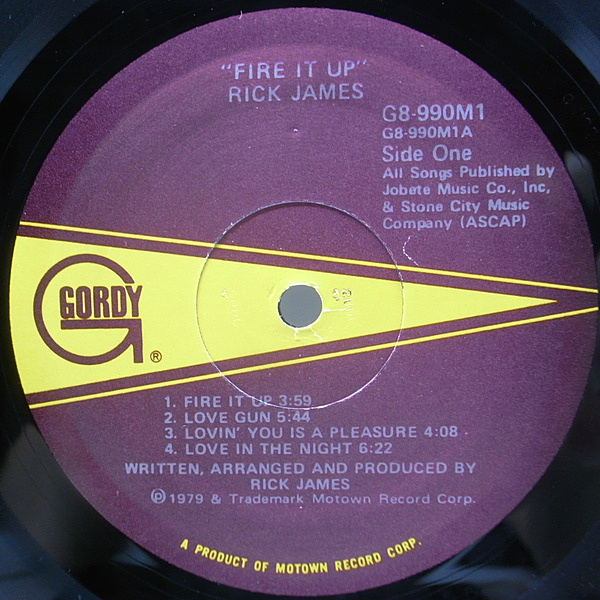 "FIRE IT UP"
RICK JAMES
G8-990M1
G8-990M1A
Side One
All Songs Published by
Jobete Music Co., Inc,
& Stone City Music
Company (ASCAP)
GORDY
®
1. FIRE IT UP 3:59
2. LOVE GUN 5:44
3. LOVIN' YOU IS A PLEASURE 4:08
4. LOVE IN THE NIGHT 6:22
WRITTEN, ARRANGED AND PRODUCED BY
RICK JAMES
℗ 1979 & Trademark Motown Record Corp.
A PRODUCT OF MOTOWN RECORD CORP.